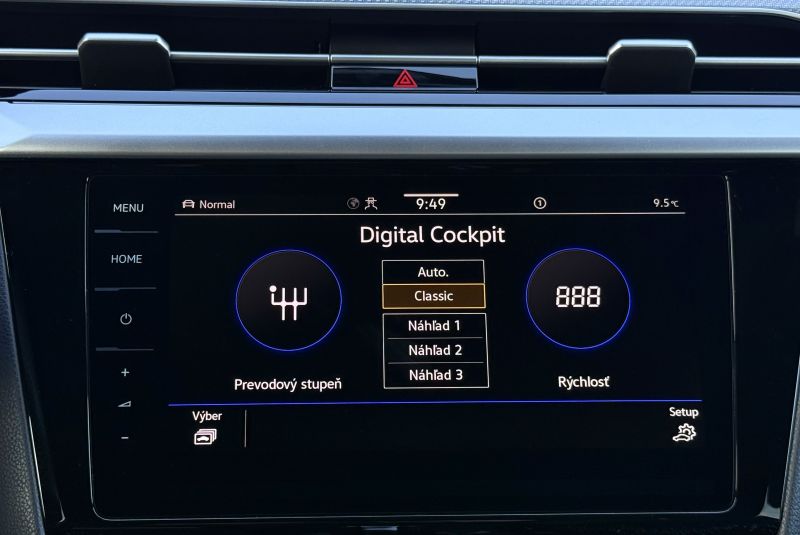 MENU
Normal
9:49
1
9.5°C
HOME
Digital Cockpit
Auto.
Classic
888
Náhľad 1
Náhľad 2
Náhľad 3
Prevodový stupeň
Rýchlosť
Výber
Setup
+
−